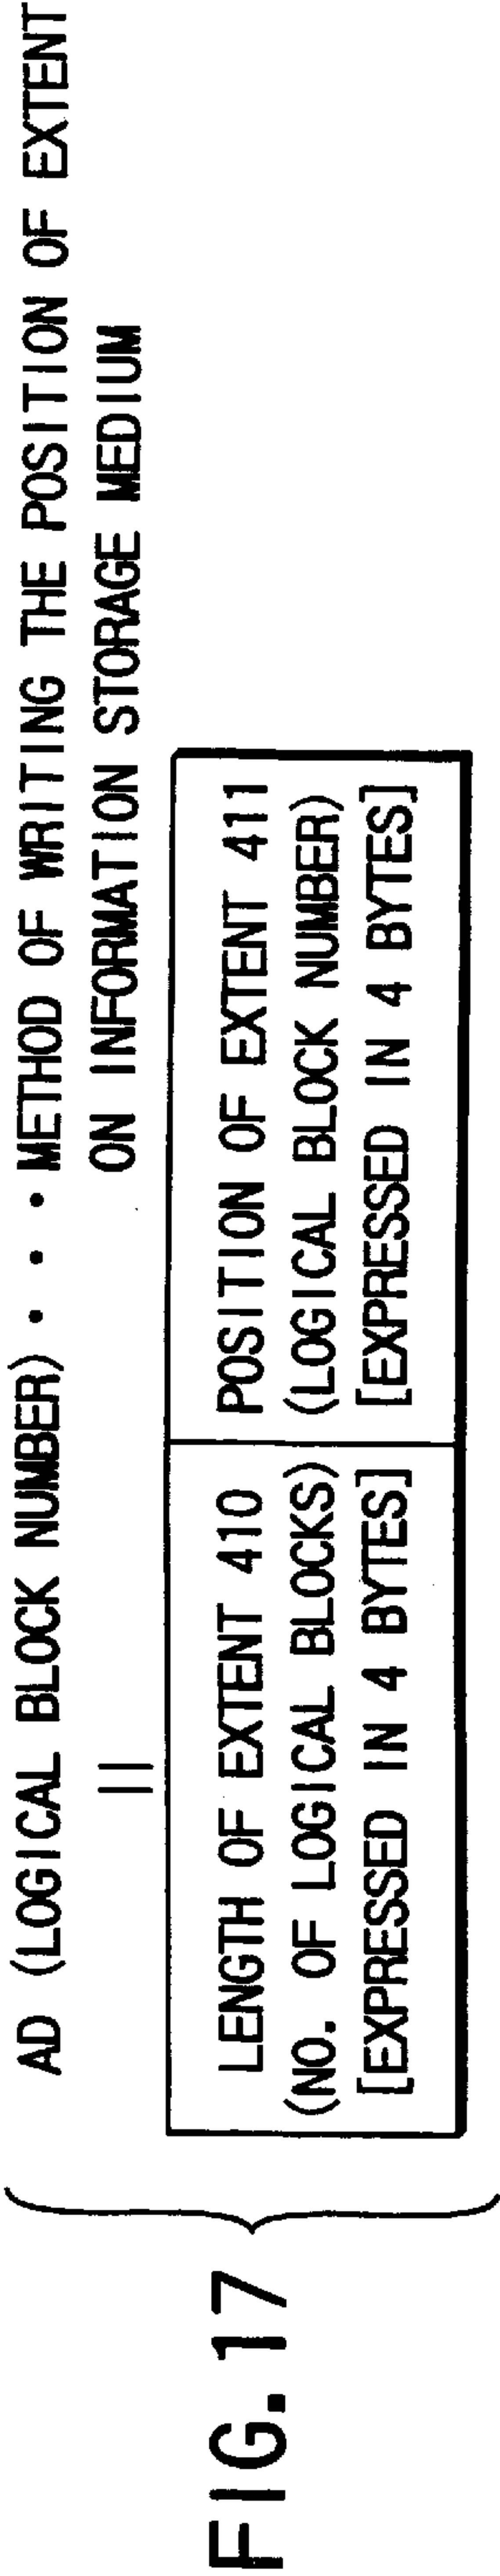 AD (LOGICAL BLOCK NUMBER) • • • METHOD OF WRITING THE POSITION OF EXTENT
ON INFORMATION STORAGE MEDIUM
||
LENGTH OF EXTENT 410
(NO. OF LOGICAL BLOCKS)
[EXPRESSED IN 4 BYTES]
POSITION OF EXTENT 411
(LOGICAL BLOCK NUMBER)
[EXPRESSED IN 4 BYTES]
FIG. 17